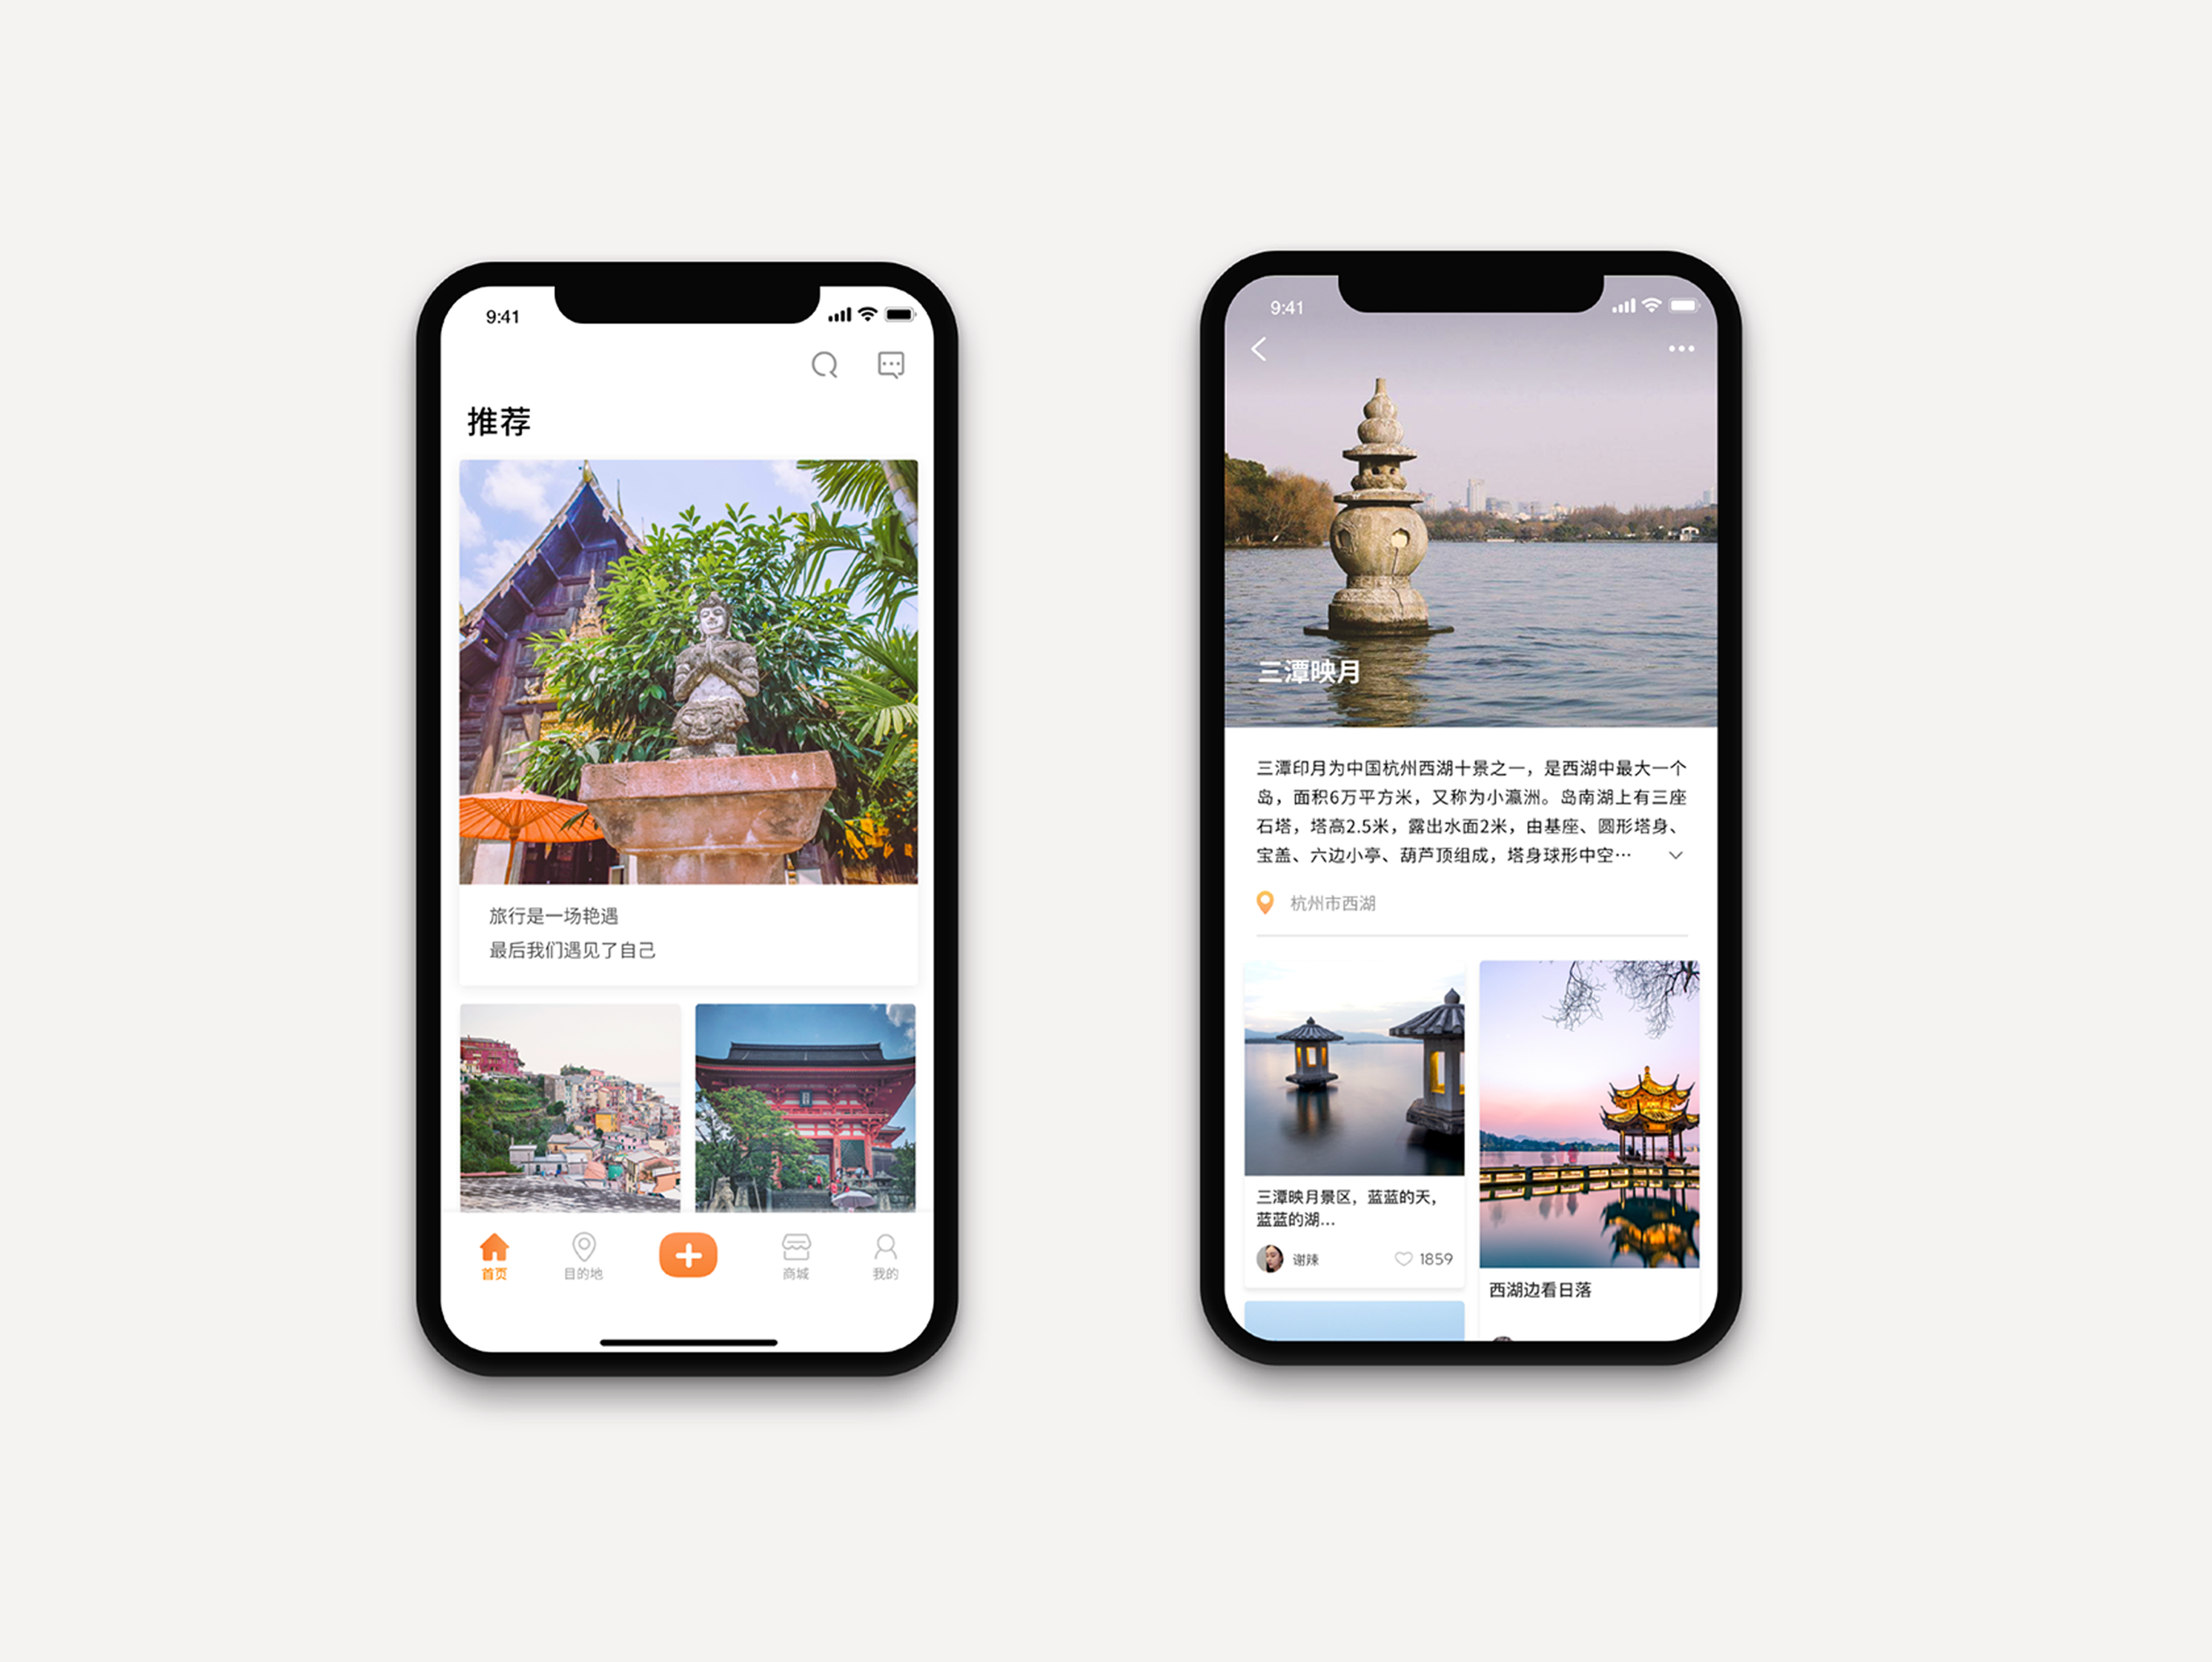 9:41
推荐
旅行是一场艳遇
最后我们遇见了自己
首页
目的地
商城
我的
9:41
三潭映月
三潭印月为中国杭州西湖十景之一，是西湖中最大一个
岛，面积6万平方米，又称为小瀛洲。岛南湖上有三座
石塔，塔高2.5米，露出水面2米，由基座、圆形塔身、
宝盖、六边小亭、葫芦顶组成，塔身球形中空…
杭州市西湖
三潭映月景区，蓝蓝的天，
蓝蓝的湖...
谢辣
1859
西湖边看日落